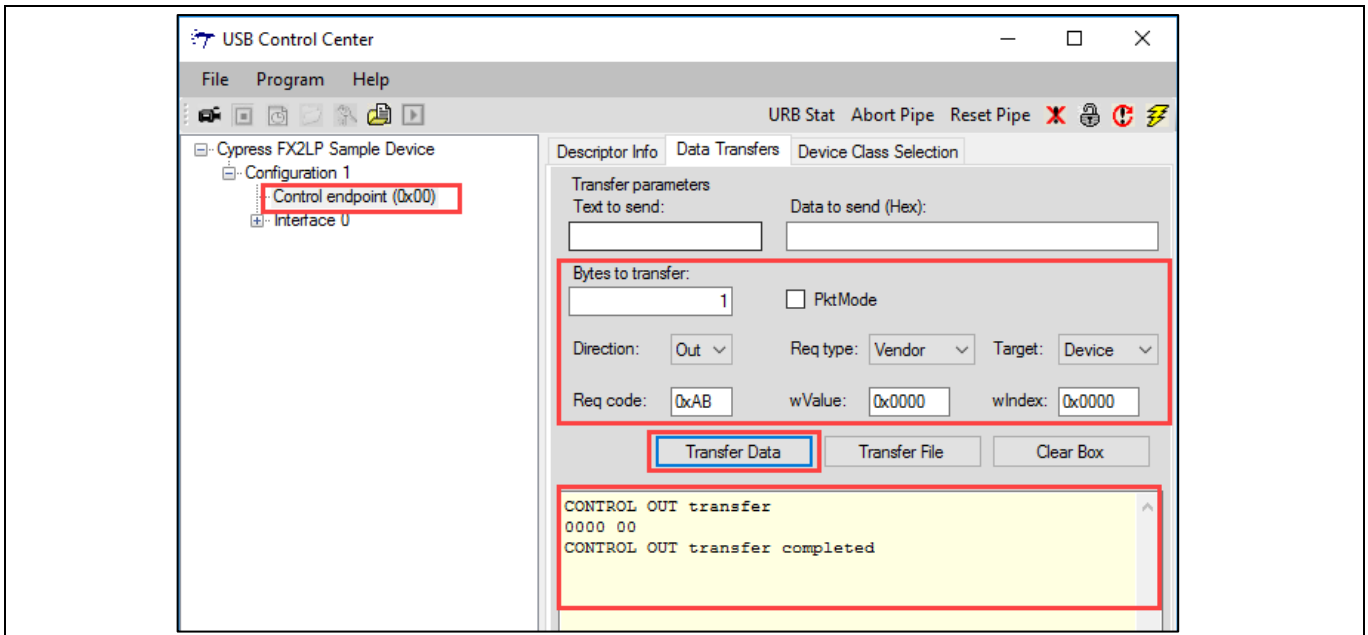 USB Control Center
File Program Help
URB Stat Abort Pipe Reset Pipe
Cypress FX2LP Sample Device
Configuration 1
Control endpoint (0x00)
Interface 0
Descriptor Info Data Transfers Device Class Selection
Transfer parameters
Text to send: Data to send (Hex):
Bytes to transfer:
1 PktMode
Direction: Out Req type: Vendor Target: Device
Req code: 0xAB wValue: 0x0000 wIndex: 0x0000
Transfer Data Transfer File Clear Box
CONTROL OUT transfer
0000 00
CONTROL OUT transfer completed